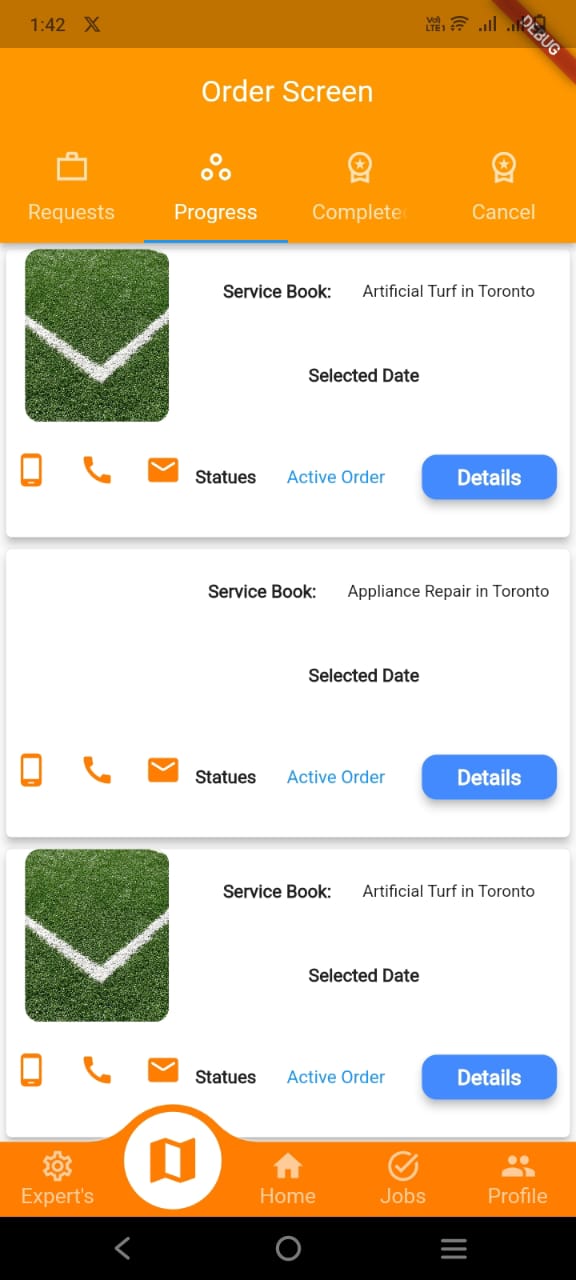 1:42
Vo)
LTE1
DEBUG
Order Screen
Requests Progress Complete Cancel
Service Book: Artificial Turf in Toronto
Selected Date
Statues Active Order Details
Service Book: Appliance Repair in Toronto
Selected Date
Statues Active Order Details
Service Book: Artificial Turf in Toronto
Selected Date
Statues Active Order Details
Expert's Home Jobs Profile